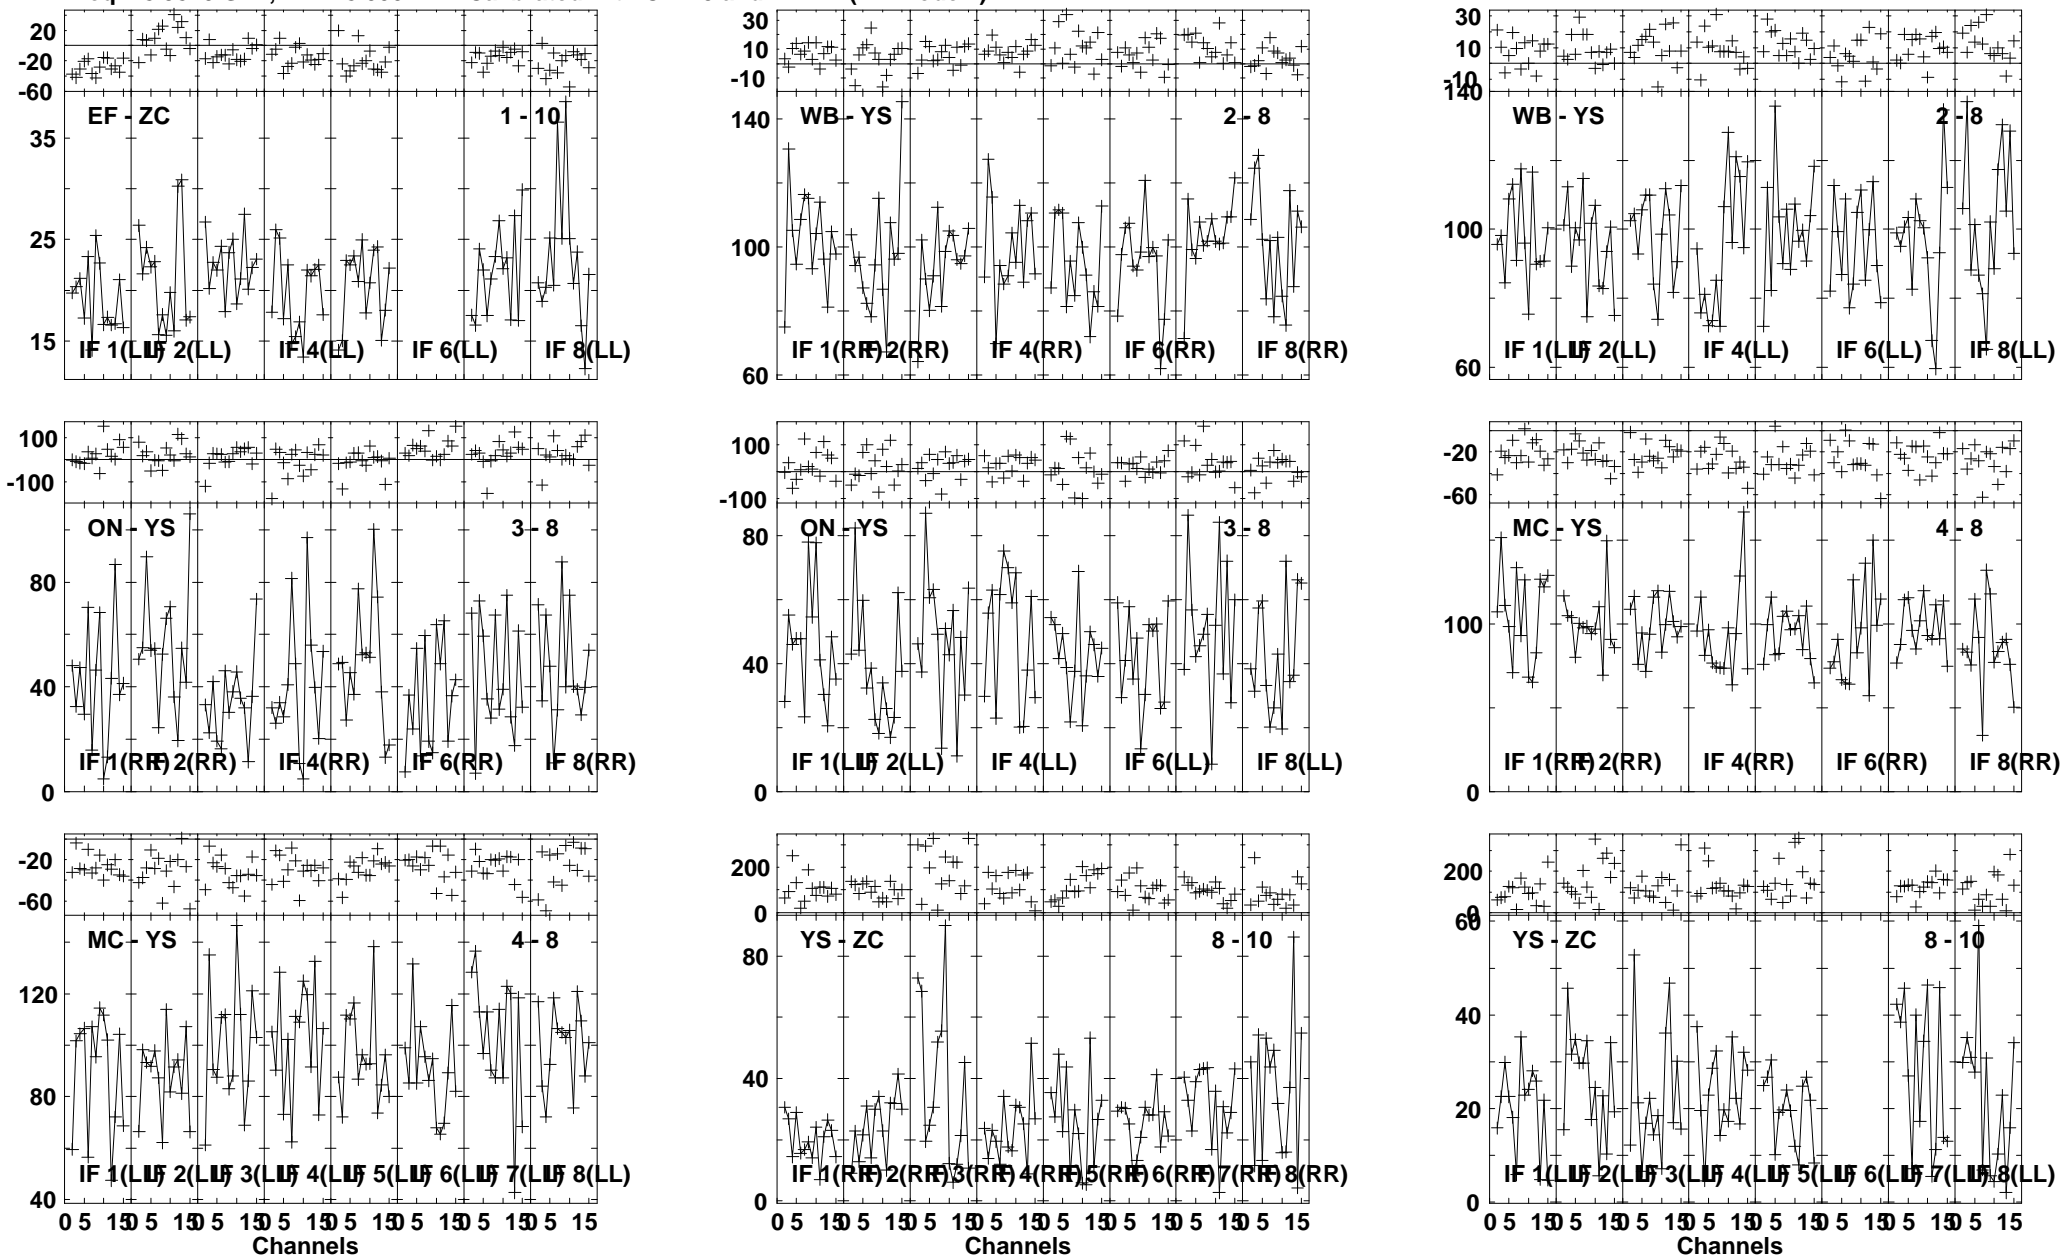 20 -20 -60
EF - ZC 1 - 10
35 25 15
IF 1(LL) IF 2(LL) IF 4(LL) IF 6(LL) IF 8(LL)
30 10 -10
WB - YS 2 - 8
140 100 60
IF 1(RR) IF 2(RR) IF 4(RR) IF 6(RR) IF 8(RR)
30 10 -10
WB - YS 2 - 8
140 100 60
IF 1(LL) IF 2(LL) IF 4(LL) IF 6(LL) IF 8(LL)
100 -100
ON - YS 3 - 8
80 40 0
IF 1(RR) IF 2(RR) IF 4(RR) IF 6(RR) IF 8(RR)
100 0 -100
ON - YS 3 - 8
80 40 0
IF 1(LL) IF 2(LL) IF 4(LL) IF 6(LL) IF 8(LL)
-20 -60
MC - YS 4 - 8
100 0
IF 1(RR) IF 2(RR) IF 4(RR) IF 6(RR) IF 8(RR)
-20 -60
MC - YS 4 - 8
120 80 40
IF 1(LL) IF 2(LL) IF 3(LL) IF 4(LL) IF 5(LL) IF 6(LL) IF 7(LL) IF 8(LL)
0 5 15 0 5 15 0 5 15 0 5 15 0 5 15 0 5 15 0 5 15 0 5 15
Channels
200 0
YS - ZC 8 - 10
80 40 0
IF 1(RR) IF 2(RR) IF 3(RR) IF 4(RR) IF 5(RR) IF 6(RR) IF 7(RR) IF 8(RR)
0 5 15 0 5 15 0 5 15 0 5 15 0 5 15 0 5 15 0 5 15 0 5 15
Channels
200 0
YS - ZC 8 - 10
60 40 20 0
IF 1(LL) IF 2(LL) IF 3(LL) IF 4(LL) IF 5(LL) IF 6(LL) IF 7(LL) IF 8(LL)
0 5 15 0 5 15 0 5 15 0 5 15 0 5 15 0 5 15 0 5 15 0 5 15
Channels